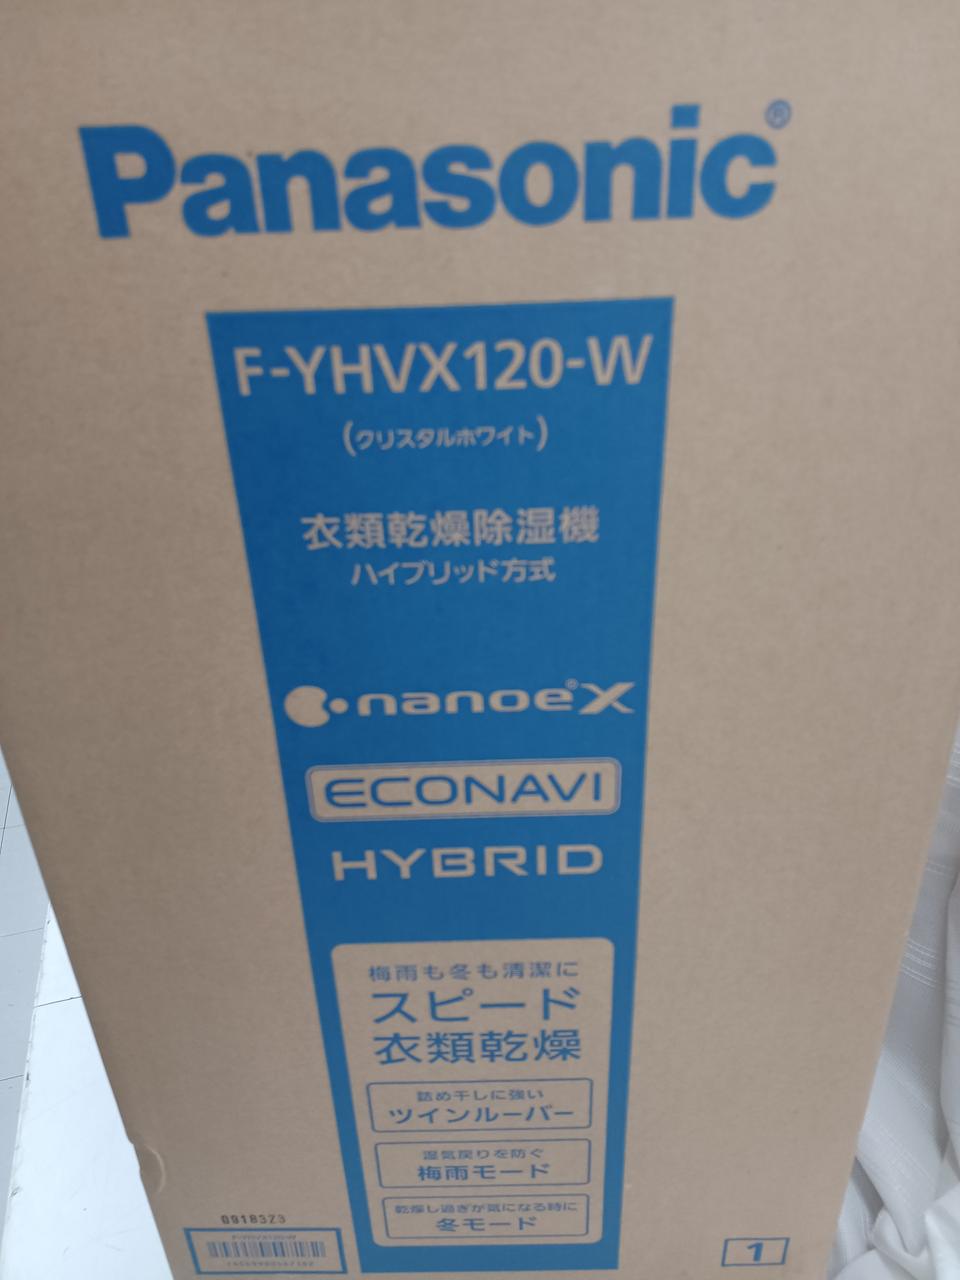 Panasonic®
F-YHVX120-W
(クリスタルホワイト)
衣類乾燥除湿機
ハイブリッド方式
nanoe®X
ECONAVI
HYBRID
梅雨も冬も清潔に
スピード
衣類乾燥
詰め干しに強い
ツインルーバー
湿気戻りを防ぐ
梅雨モード
乾燥し過ぎが気になる時に
冬モード
0918323
F-YHVX120-W
1